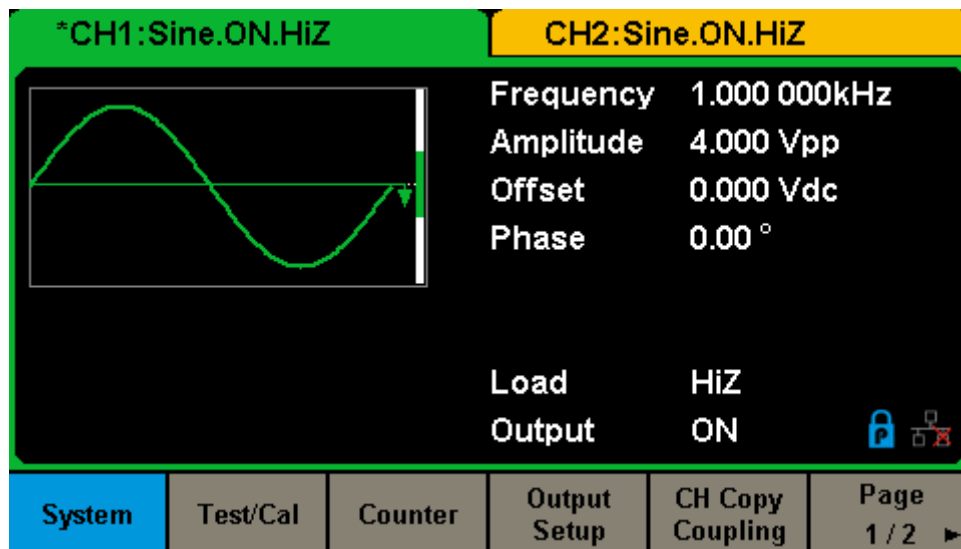 *CH1:Sine.ON.HiZ CH2:Sine.ON.HiZ
Frequency 1.000 000kHz
Amplitude 4.000 Vpp
Offset 0.000 Vdc
Phase 0.00 °
Load HiZ
Output ON
P
System Test/Cal Counter Output Setup CH Copy Coupling Page 1 / 2 ►